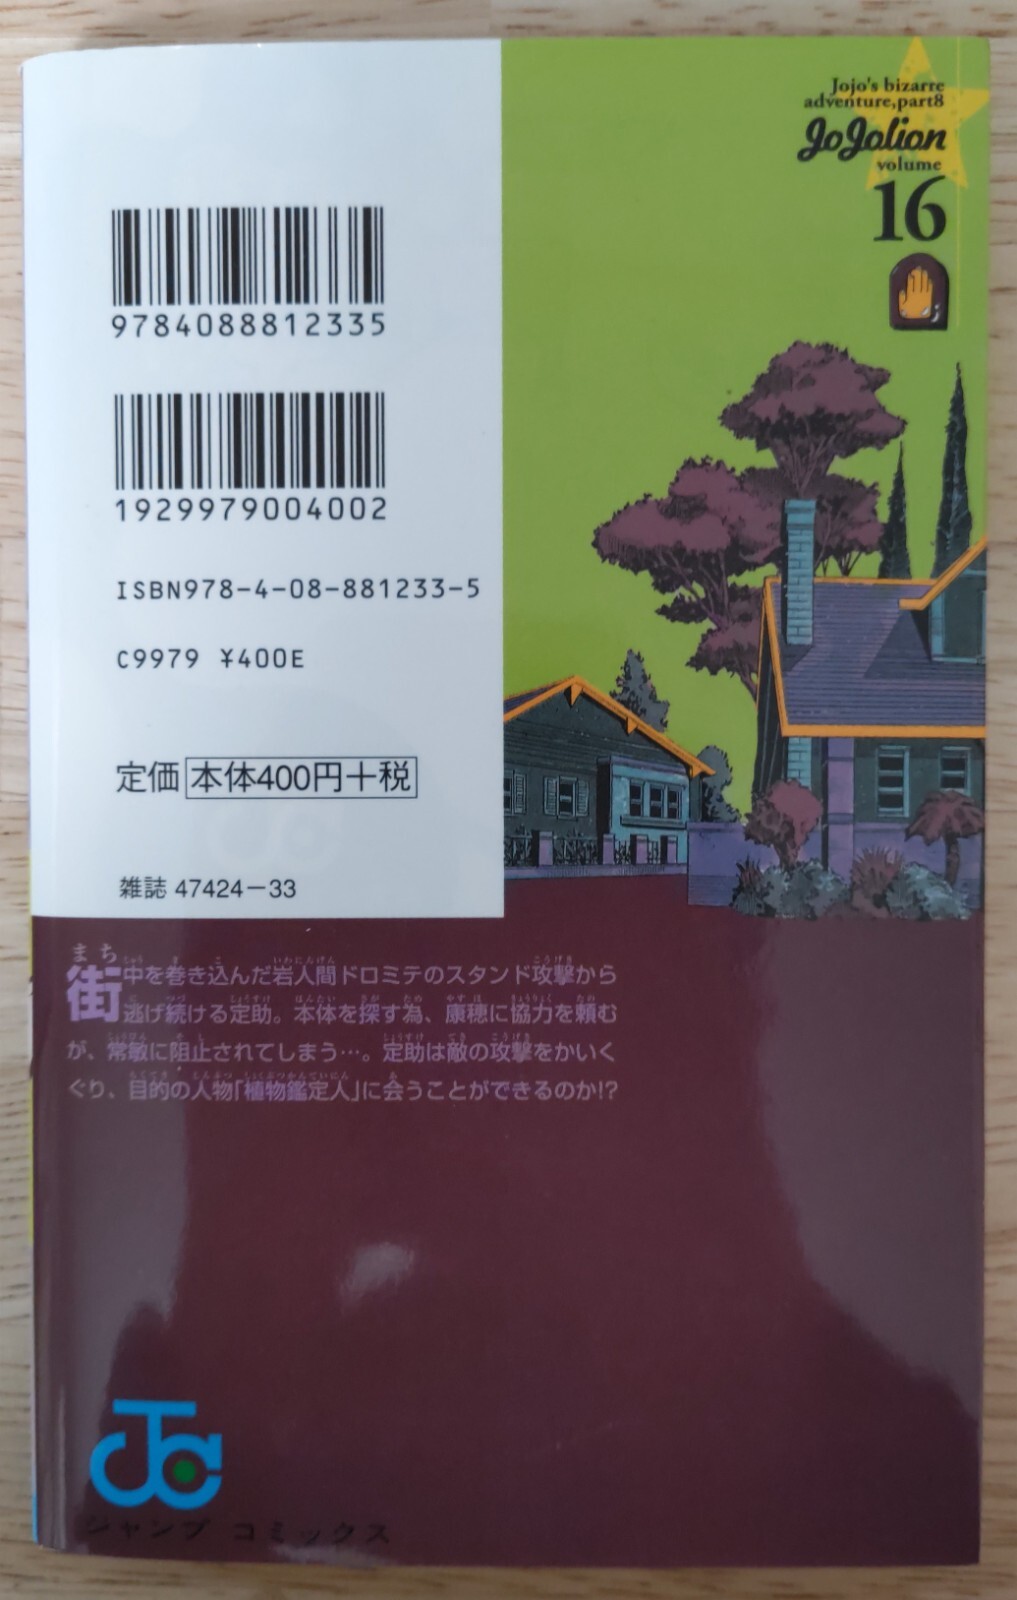 Jojo's bizarre
adventure,part8
JoJolion
volume
16
9784088812335
1929979004002
ISBN978-4-08-881233-5
C9979 ¥400E
定価 本体400円+税
雑誌 47424-33
街中を巻き込んだ岩人間ドロミテのスタンド攻撃から
逃げ続ける定助。本体を探す為、康穂に協力を頼む
が、常敏に阻止されてしまう…。定助は敵の攻撃をかいく
ぐり、目的の人物「植物鑑定人」に会うことができるのか!?
JC
ジャンプ コミックス